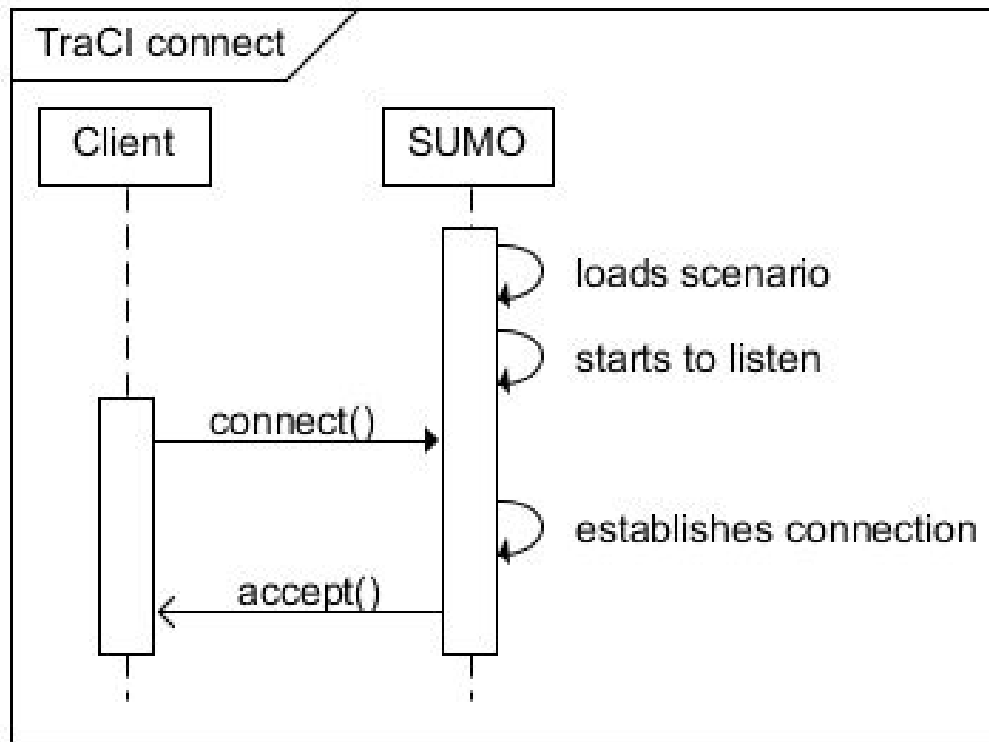 TraCI connect
Client
SUMO
loads scenario
starts to listen
connect()
establishes connection
accept()